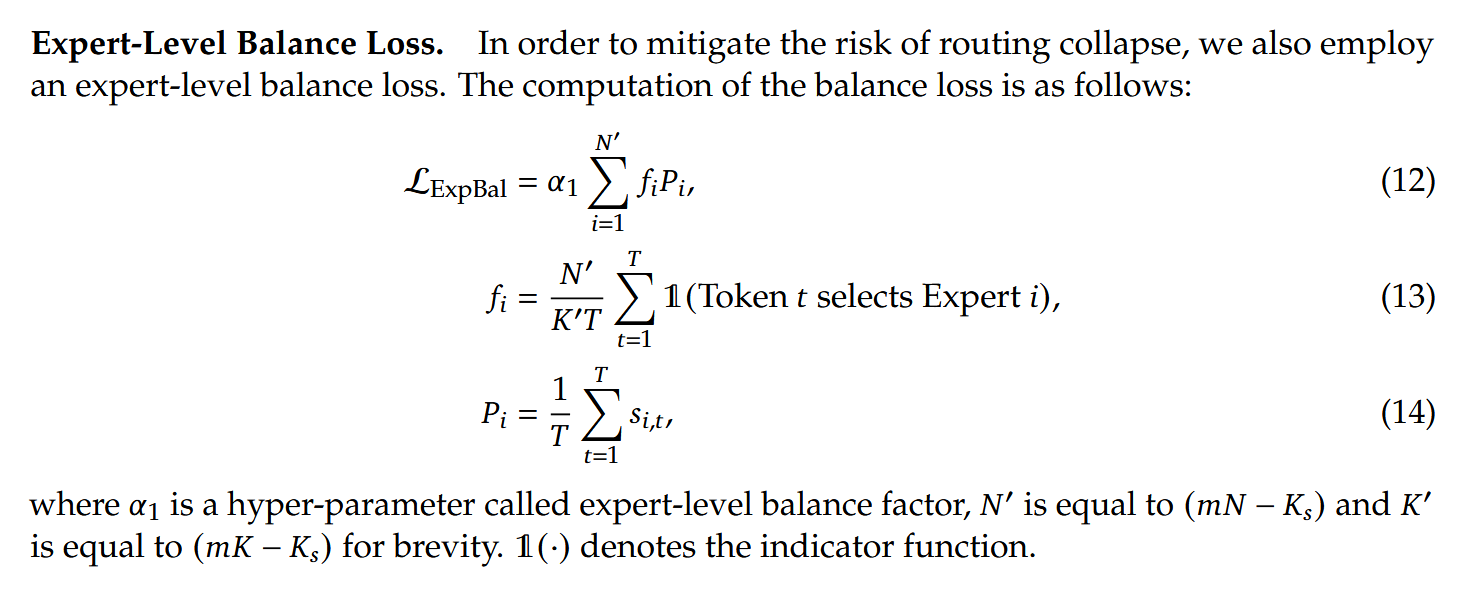 Expert-Level Balance Loss. In order to mitigate the risk of routing collapse, we also employ
an expert-level balance loss. The computation of the balance loss is as follows:
$\mathcal{L}_{\text{ExpBal}} = \alpha_1 \sum_{i=1}^{N'} f_i P_i,$ (12)
$f_i = \frac{N'}{K'T} \sum_{t=1}^{T} \mathbb{1}(\text{Token } t \text{ selects Expert } i),$ (13)
$P_i = \frac{1}{T} \sum_{t=1}^{T} s_{i,t},$ (14)
where $\alpha_1$ is a hyper-parameter called expert-level balance factor, $N'$ is equal to $(mN - K_s)$ and $K'$
is equal to $(mK - K_s)$ for brevity. $\mathbb{1}(\cdot)$ denotes the indicator function.